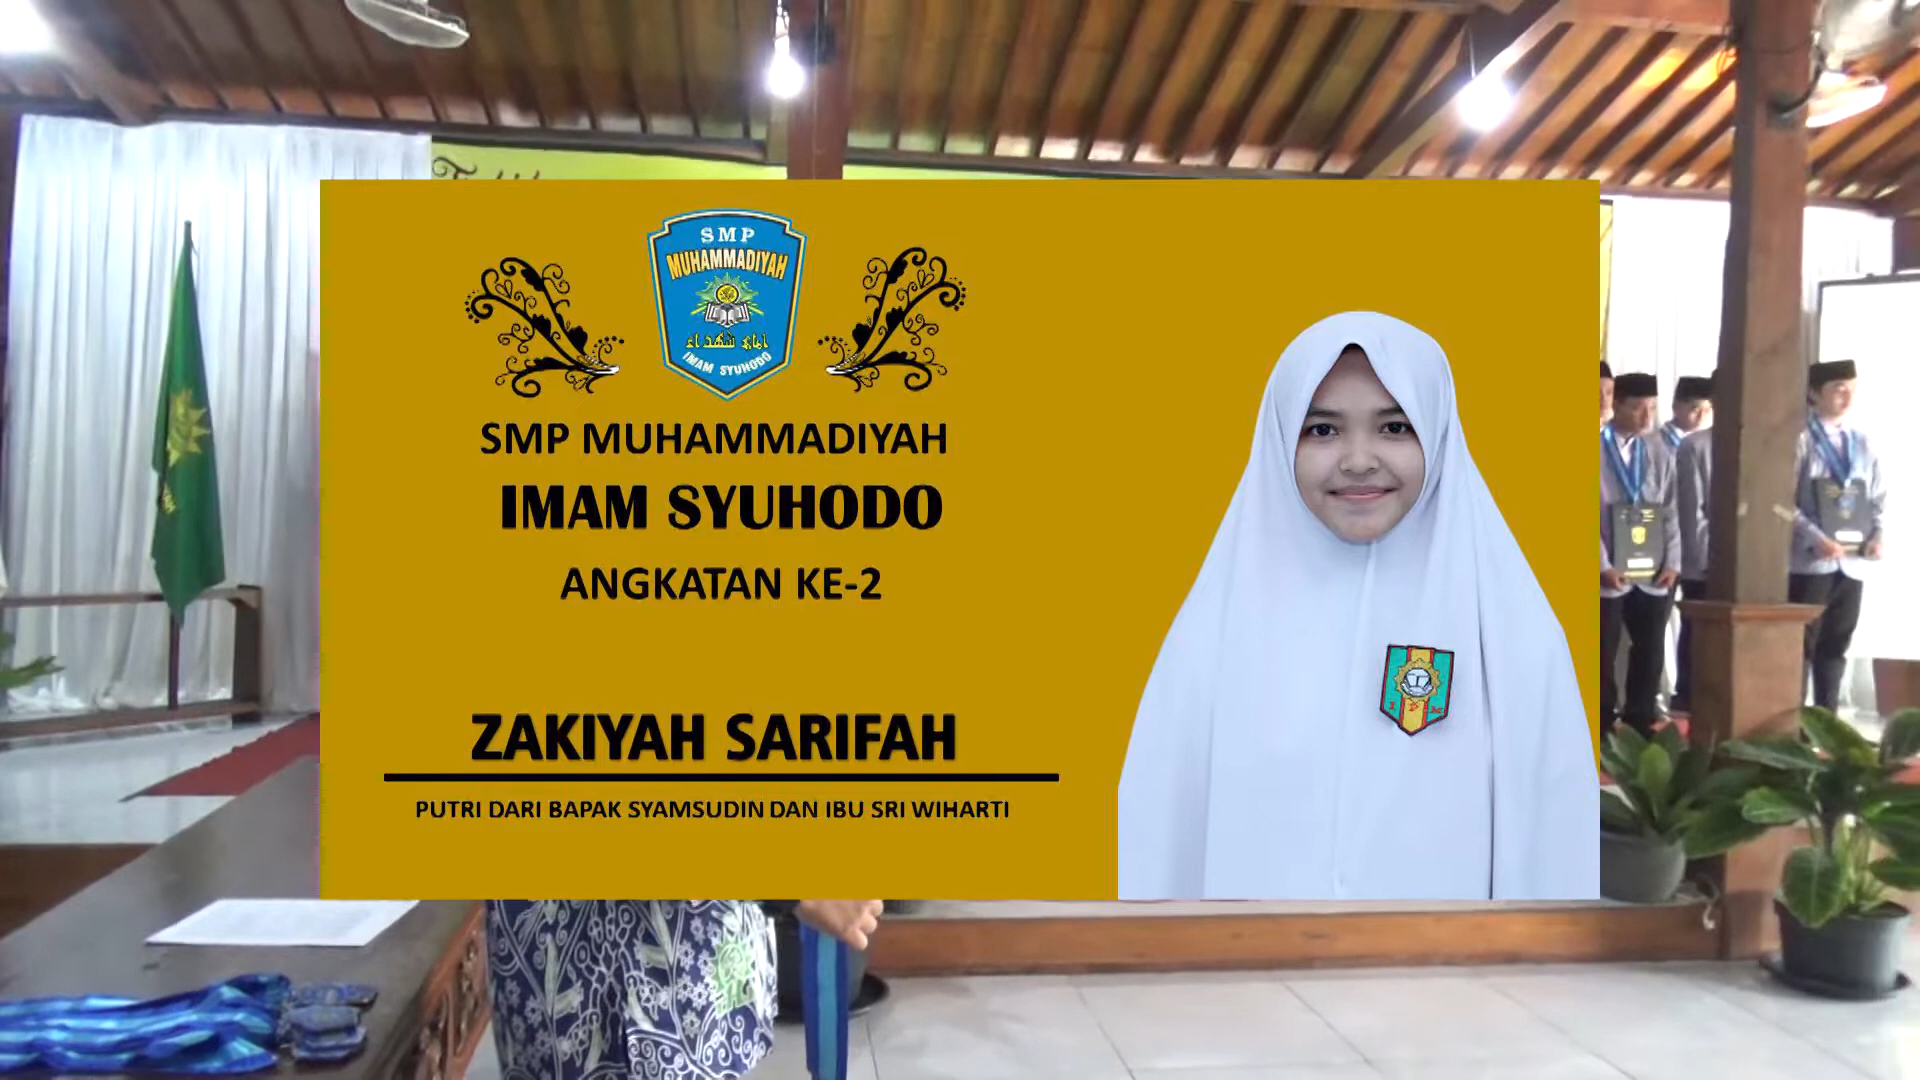 SMP
MUHAMMADIYAH
IMAM SYUHODO
SMP MUHAMMADIYAH
IMAM SYUHODO
ANGKATAN KE-2
ZAKIYAH SARIFAH
PUTRI DARI BAPAK SYAMSUDIN DAN IBU SRI WIHARTI